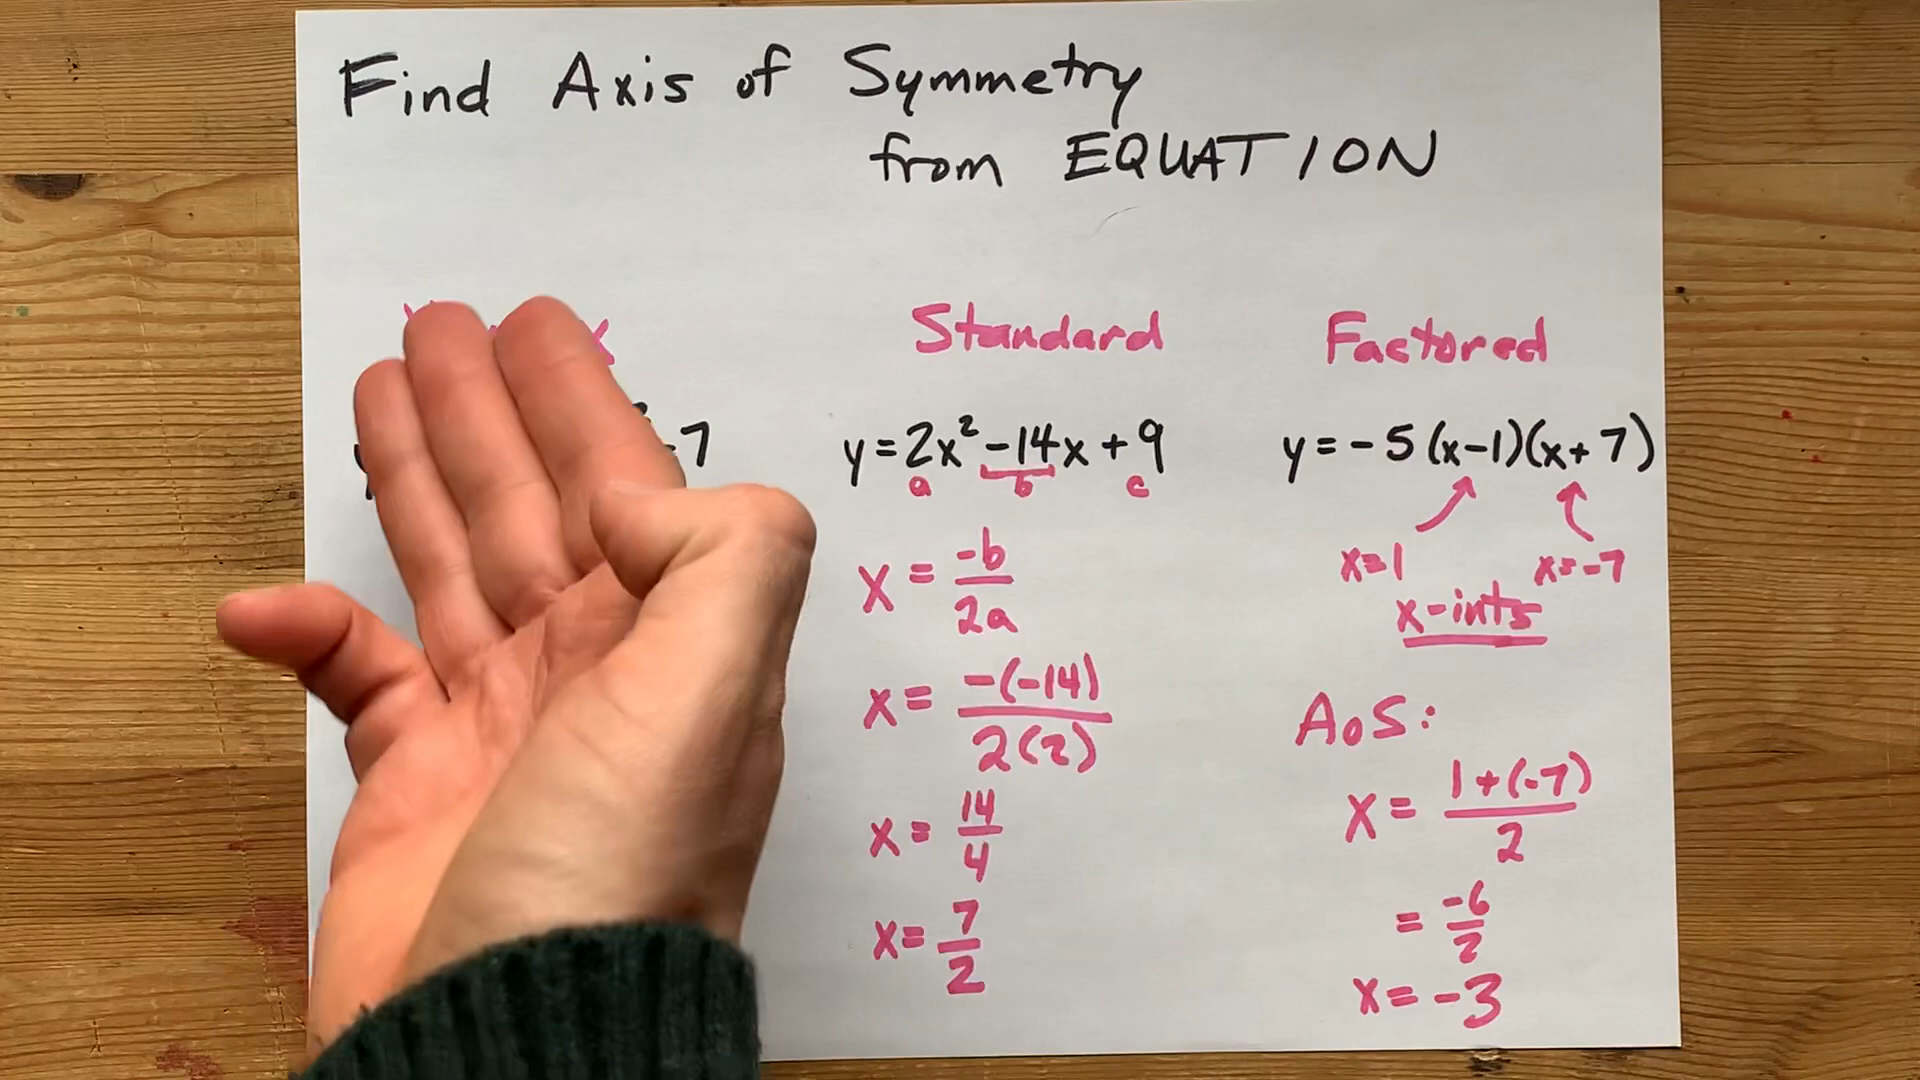 Find Axis of Symmetry
from EQUATION
Standard
Factored
-7
y=2x²-14x+9
a b c
x = -b/2a
x = -(-14)/2(2)
x = 14/4
x = 7/2
y=-5(x-1)(x+7)
x=1 x=-7
x-ints
AoS:
x = 1+(-7)/2
= -6/2
x = -3